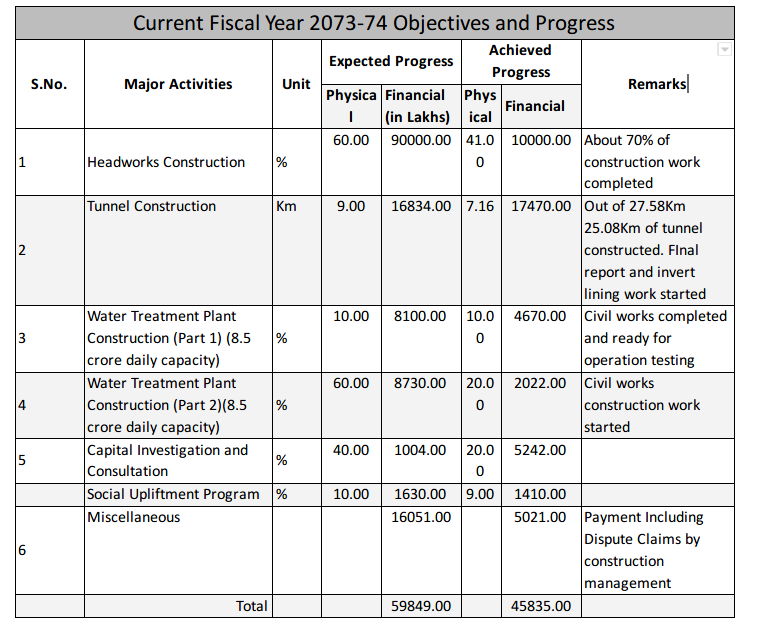 Current Fiscal Year 2073-74 Objectives and Progress
S.No. Major Activities Unit Expected Progress Achieved Progress Remarks
Physical Financial (in Lakhs) Physical Financial
1 Headworks Construction % 60.00 90000.00 41.00 10000.00 About 70% of
construction work
completed
2 Tunnel Construction Km 9.00 16834.00 7.16 17470.00 Out of 27.58Km
25.08Km of tunnel
constructed. FInal
report and invert
lining work started
3 Water Treatment Plant
Construction (Part 1) (8.5
crore daily capacity) % 10.00 8100.00 10.00 4670.00 Civil works completed
and ready for
operation testing
4 Water Treatment Plant
Construction (Part 2)(8.5
crore daily capacity) % 60.00 8730.00 20.00 2022.00 Civil works
construction work
started
5 Capital Investigation and
Consultation % 40.00 1004.00 20.00 5242.00
Social Upliftment Program % 10.00 1630.00 9.00 1410.00
6 Miscellaneous 16051.00 5021.00 Payment Including
Dispute Claims by
construction
management
Total 59849.00 45835.00